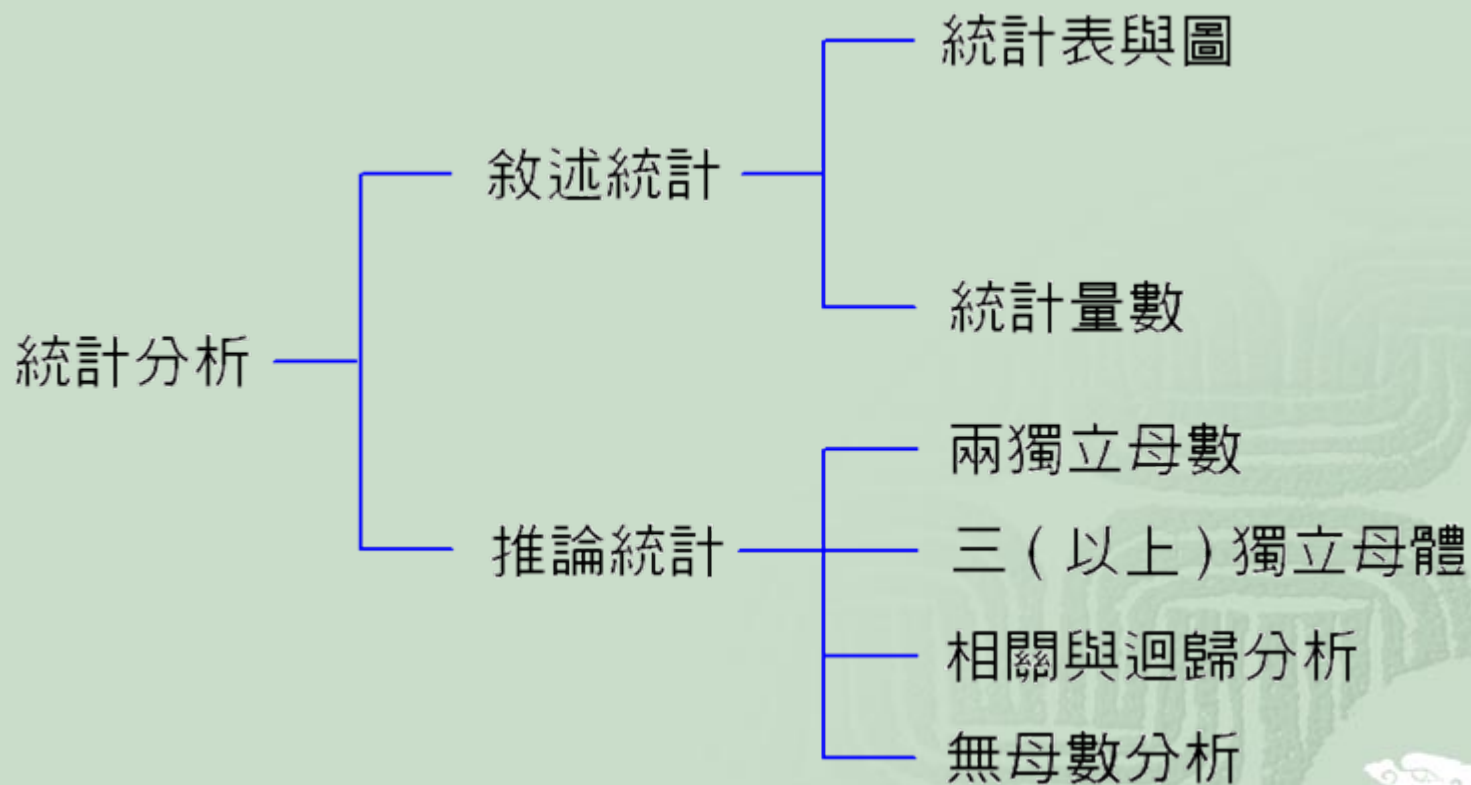 統計表與圖
敘述統計
統計量數
統計分析
兩獨立母數
推論統計
三（以上）獨立母體
相關與迴歸分析
無母數分析